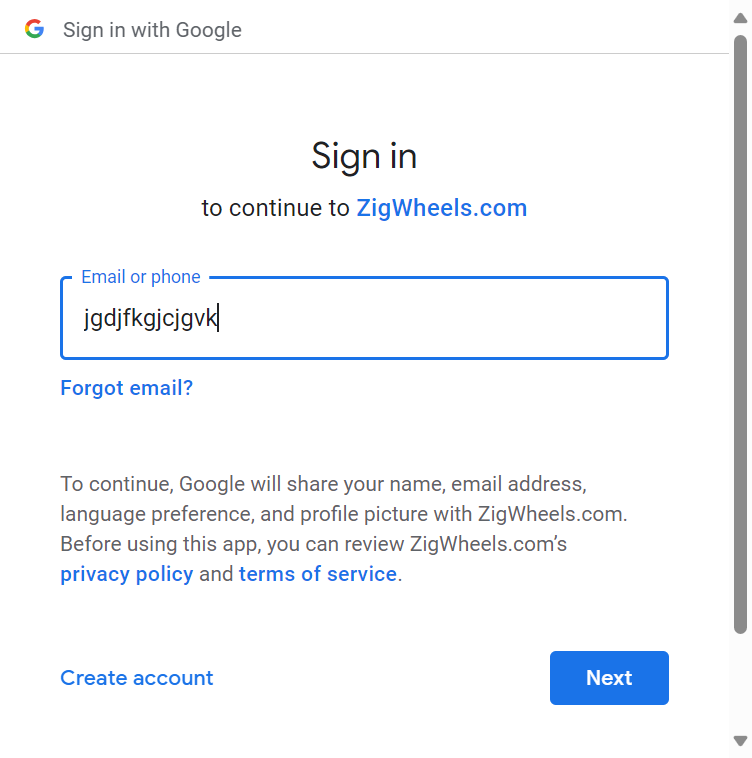 Sign in with Google
Sign in
to continue to ZigWheels.com
Email or phone
jgdjfkgjcjgvk
Forgot email?
To continue, Google will share your name, email address,
language preference, and profile picture with ZigWheels.com.
Before using this app, you can review ZigWheels.com’s
privacy policy and terms of service.
Create account
Next